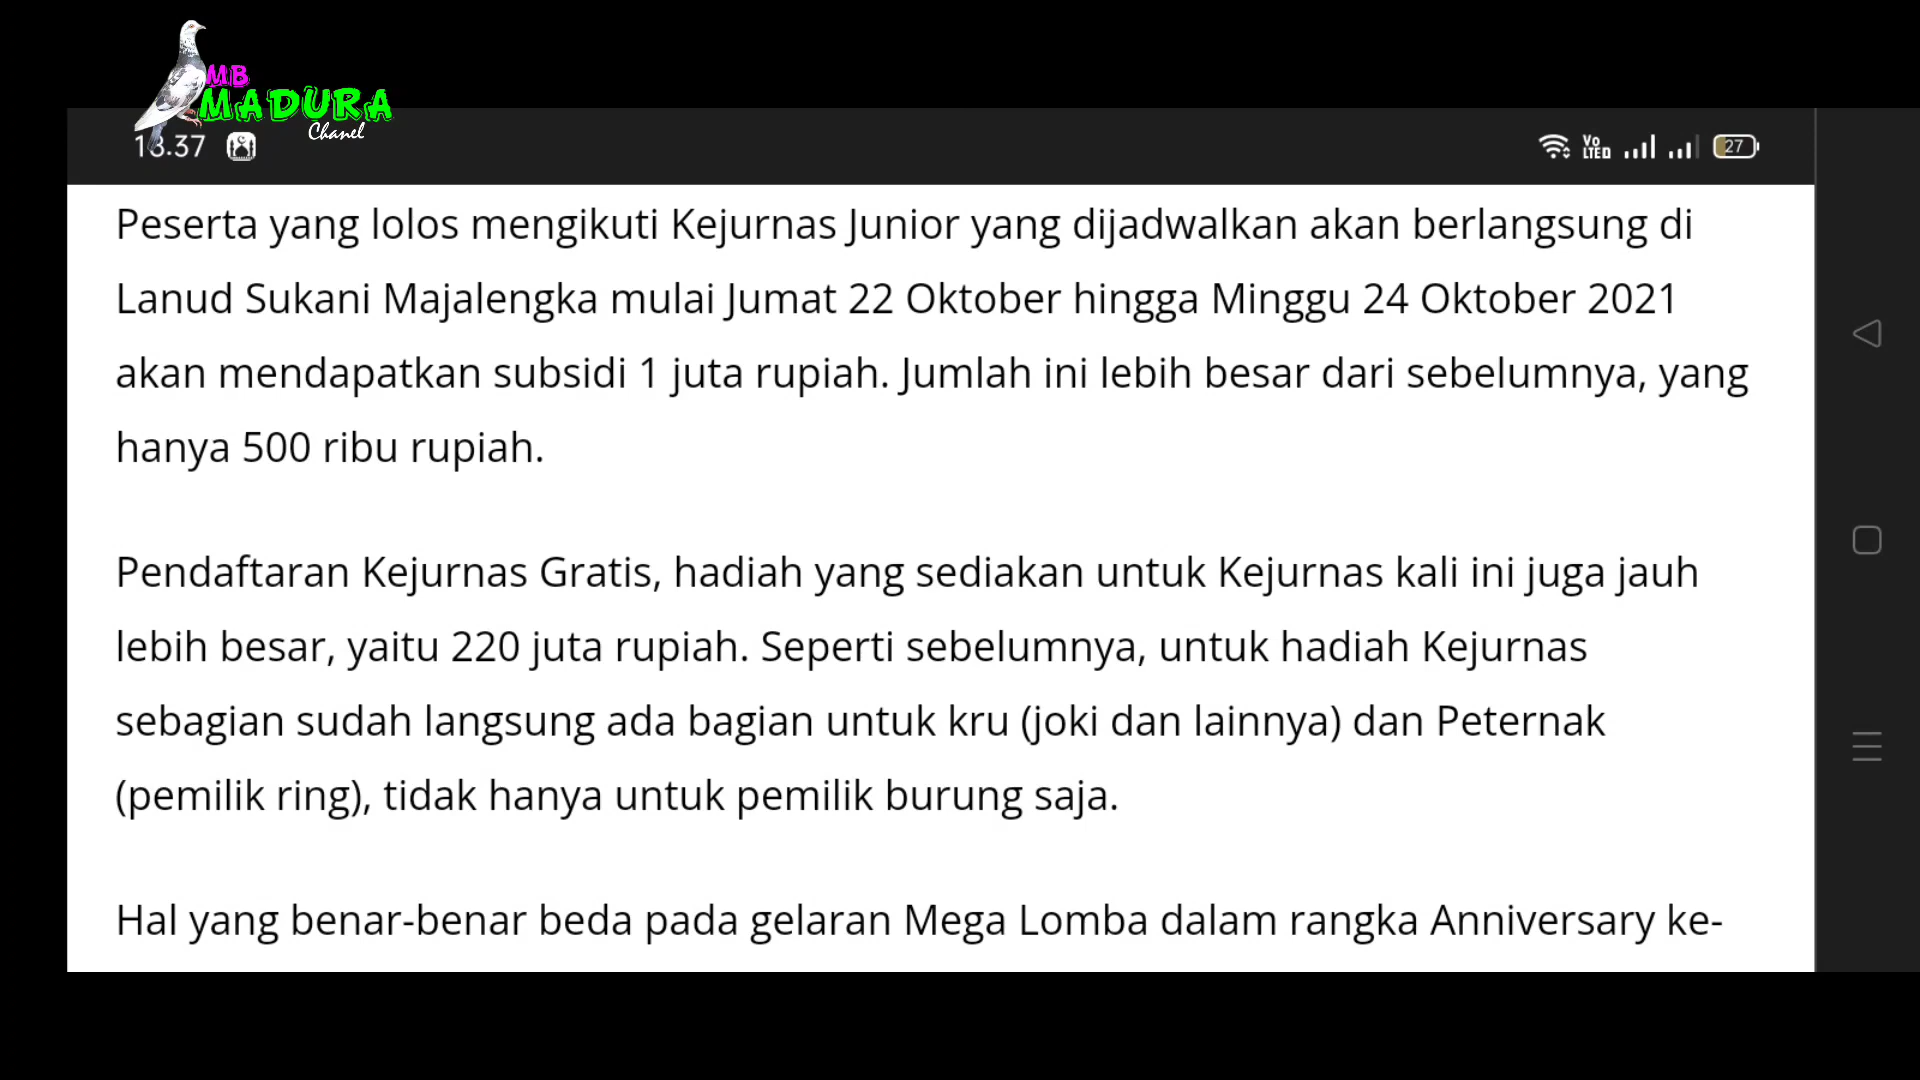 MB
MADURA
Chanel
18.37
Vo
LTE
27
Peserta yang lolos mengikuti Kejurnas Junior yang dijadwalkan akan berlangsung di
Lanud Sukani Majalengka mulai Jumat 22 Oktober hingga Minggu 24 Oktober 2021
akan mendapatkan subsidi 1 juta rupiah. Jumlah ini lebih besar dari sebelumnya, yang
hanya 500 ribu rupiah.
Pendaftaran Kejurnas Gratis, hadiah yang sediakan untuk Kejurnas kali ini juga jauh
lebih besar, yaitu 220 juta rupiah. Seperti sebelumnya, untuk hadiah Kejurnas
sebagian sudah langsung ada bagian untuk kru (joki dan lainnya) dan Peternak
(pemilik ring), tidak hanya untuk pemilik burung saja.
Hal yang benar-benar beda pada gelaran Mega Lomba dalam rangka Anniversary ke-